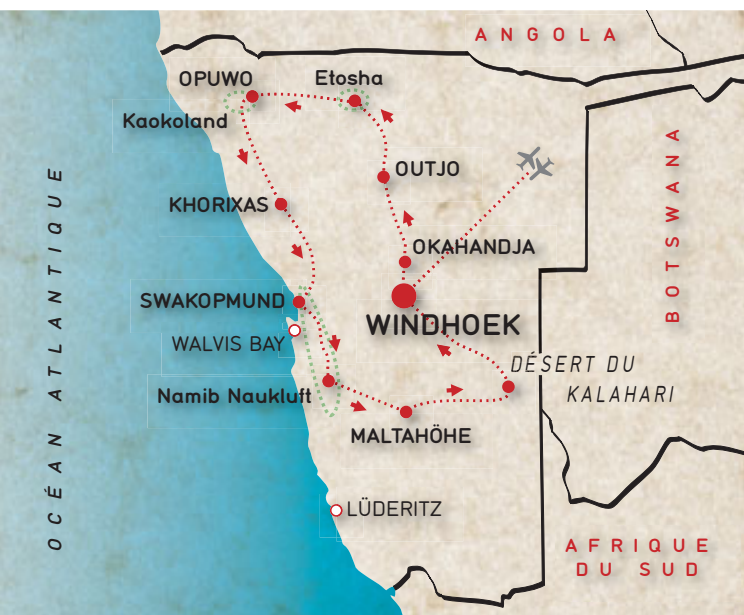 ANGOLA
OPUWO
Etosha
Kaokoland
OUTJO
KHORIXAS
OKAHANDJA
SWAKOPMUND
WINDHOEK
WALVIS BAY
DÉSERT DU
KALAHARI
Namib Naukluft
MALTAHÖHE
LÜDERITZ
OCÉAN ATLANTIQUE
BOTSWANA
AFRIQUE
DU SUD